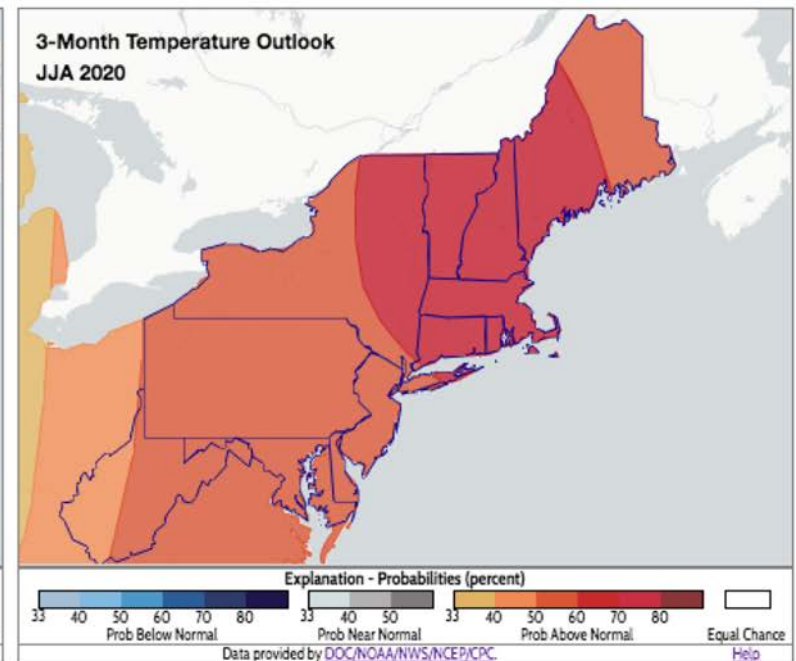 3-Month Temperature Outlook
JJA 2020
Explanation - Probabilities (percent)
33 40 50 60 70 80 33 40 50 33 40 50 60 70 80
Prob Below Normal Prob Near Normal Prob Above Normal Equal Chance
Data provided by DOC/NOAA/NWS/NCEP/CPC. Help